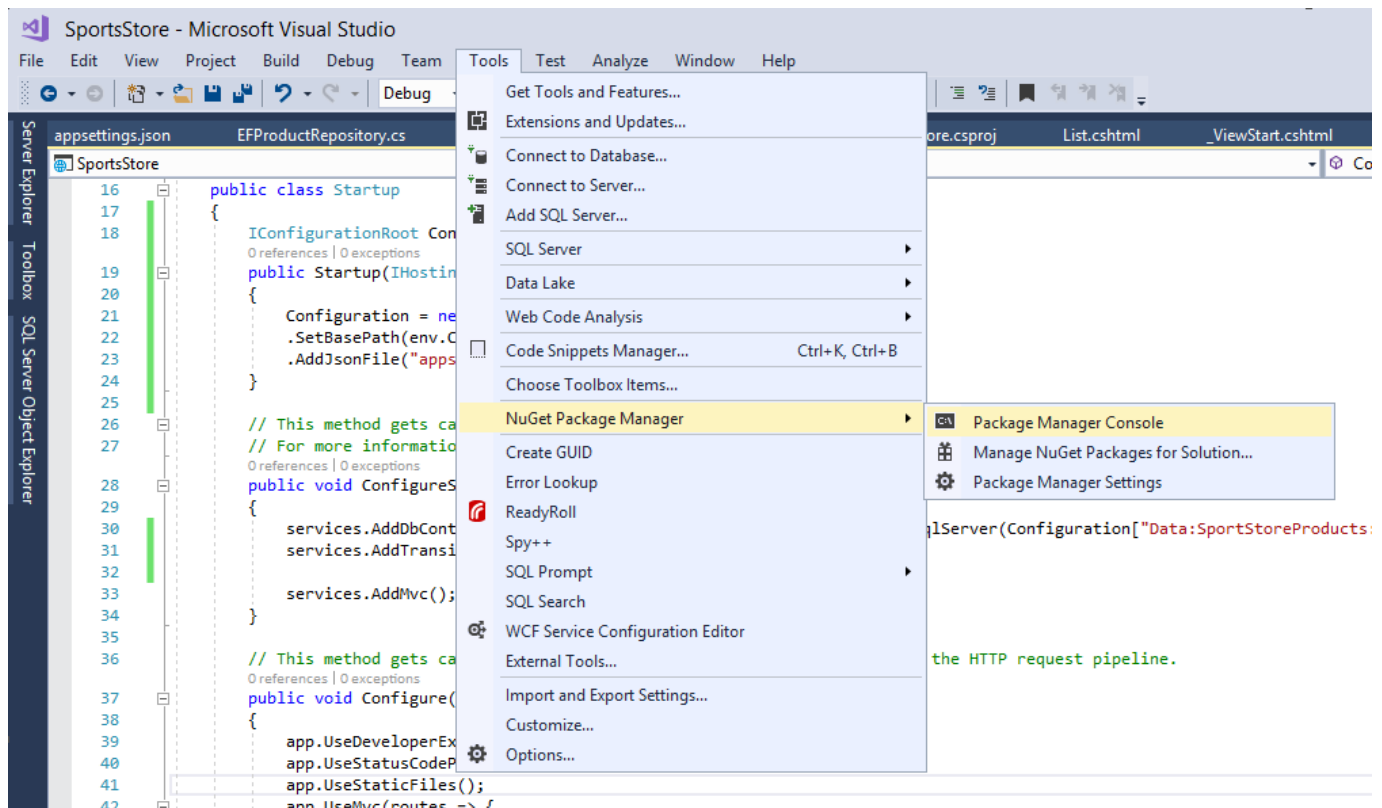 SportsStore - Microsoft Visual Studio
File Edit View Project Build Debug Team Tools Test Analyze Window Help
Debug
Get Tools and Features...
Extensions and Updates...
Connect to Database...
Connect to Server...
Add SQL Server...
SQL Server
Data Lake
Web Code Analysis
Code Snippets Manager... Ctrl+K, Ctrl+B
Choose Toolbox Items...
NuGet Package Manager
Create GUID
Error Lookup
ReadyRoll
Spy++
SQL Prompt
SQL Search
WCF Service Configuration Editor
External Tools...
Import and Export Settings...
Customize...
Options...
Package Manager Console
Manage NuGet Packages for Solution...
Package Manager Settings
Server Explorer
Toolbox
SQL Server Object Explorer
appsettings.json EFProductRepository.cs ore.csproj List.cshtml _ViewStart.cshtml
SportsStore Co
16 public class Startup
17 {
18 IConfigurationRoot Con
0 references | 0 exceptions
19 public Startup(IHostin
20 {
21 Configuration = ne
22 .SetBasePath(env.C
23 .AddJsonFile("apps
24 }
25
26 // This method gets ca
27 // For more informatio
0 references | 0 exceptions
28 public void ConfigureS
29 {
30 services.AddDbCont qlServer(Configuration["Data:SportStoreProducts:
31 services.AddTransi
32
33 services.AddMvc();
34 }
35
36 // This method gets ca the HTTP request pipeline.
0 references | 0 exceptions
37 public void Configure(
38 {
39 app.UseDeveloperEx
40 app.UseStatusCodeP
41 app.UseStaticFiles();
42 app.UseMvc(routes => {